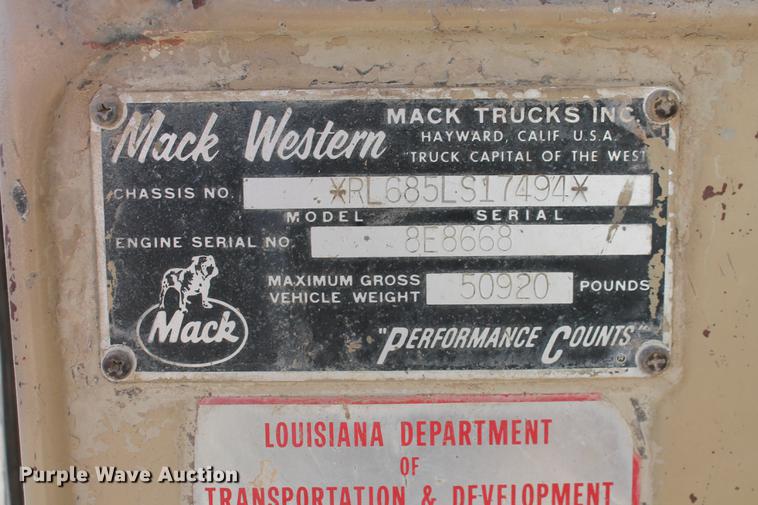 Mack Western
MACK TRUCKS INC.
HAYWARD, CALIF. U.S.A.
"TRUCK CAPITAL OF THE WEST
CHASSIS NO. *RL685LS17494*
MODEL SERIAL
ENGINE SERIAL NO. 8E8668
MAXIMUM GROSS
VEHICLE WEIGHT 50920 POUNDS
Mack
"PERFORMANCE COUNTS"
®
LOUISIANA DEPARTMENT
OF
TRANSPORTATION & DEVELOPMENT
Purple Wave Auction